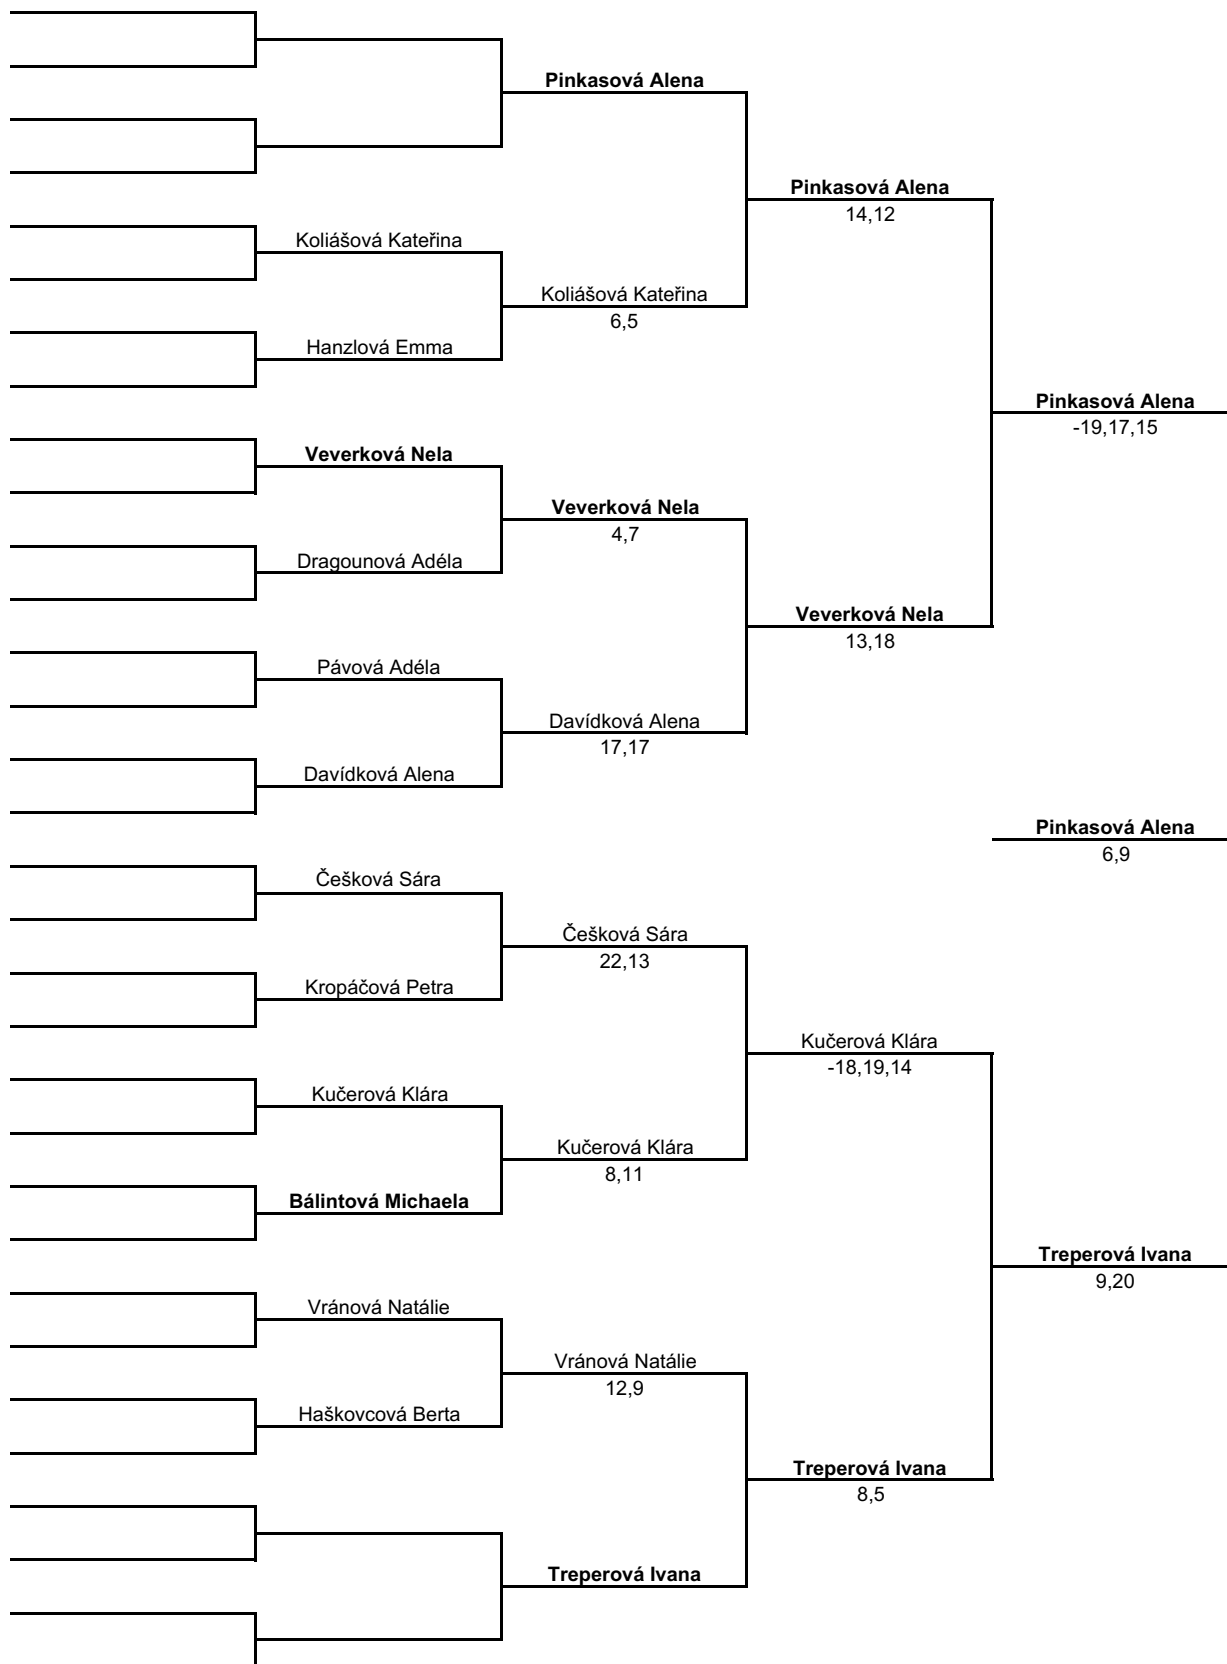 Pinkasová Alena
Pinkasová Alena
14,12
Koliášová Kateřina
Koliášová Kateřina
6,5
Hanzlová Emma
Pinkasová Alena
-19,17,15
Veverková Nela
Veverková Nela
4,7
Dragounová Adéla
Veverková Nela
13,18
Pávová Adéla
Davídková Alena
17,17
Davídková Alena
Pinkasová Alena
6,9
Češková Sára
Češková Sára
22,13
Kropáčová Petra
Kučerová Klára
-18,19,14
Kučerová Klára
Kučerová Klára
8,11
Bálintová Michaela
Treperová Ivana
9,20
Vránová Natálie
Vránová Natálie
12,9
Haškovcová Berta
Treperová Ivana
8,5
Treperová Ivana